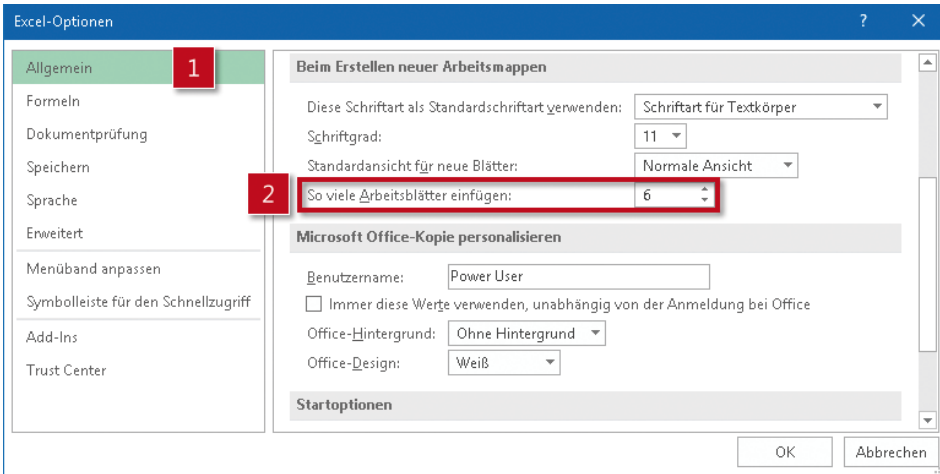 Excel-Optionen ? ×
Allgemein 1
Formeln
Dokumentprüfung
Speichern
Sprache
Erweitert
Menüband anpassen
Symbolleiste für den Schnellzugriff
Add-Ins
Trust Center
Beim Erstellen neuer Arbeitsmappen
Diese Schriftart als Standardschriftart verwenden: Schriftart für Textkörper
Schriftgrad: 11
Standardansicht für neue Blätter: Normale Ansicht
2 So viele Arbeitsblätter einfügen: 6
Microsoft Office-Kopie personalisieren
Benutzername: Power User
Immer diese Werte verwenden, unabhängig von der Anmeldung bei Office
Office-Hintergrund: Ohne Hintergrund
Office-Design: Weiß
Startoptionen
OK Abbrechen